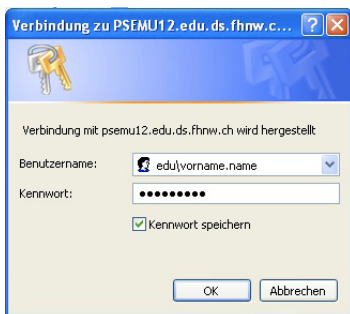 Verbindung zu PSEMU12.edu.ds.fhnw.c...
Verbindung mit psemu12.edu.ds.fhnw.ch wird hergestellt
Benutzername: edu\vorname.name
Kennwort: •••••••••
Kennwort speichern
OK Abbrechen